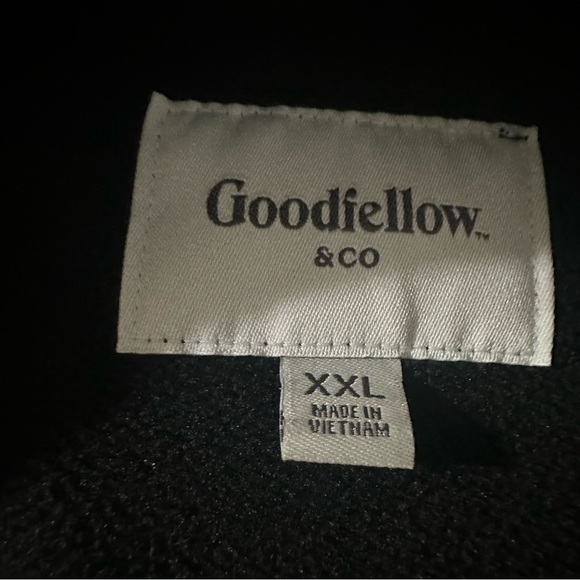 Goodfellow™
& CO
XXL
MADE IN
VIETNAM